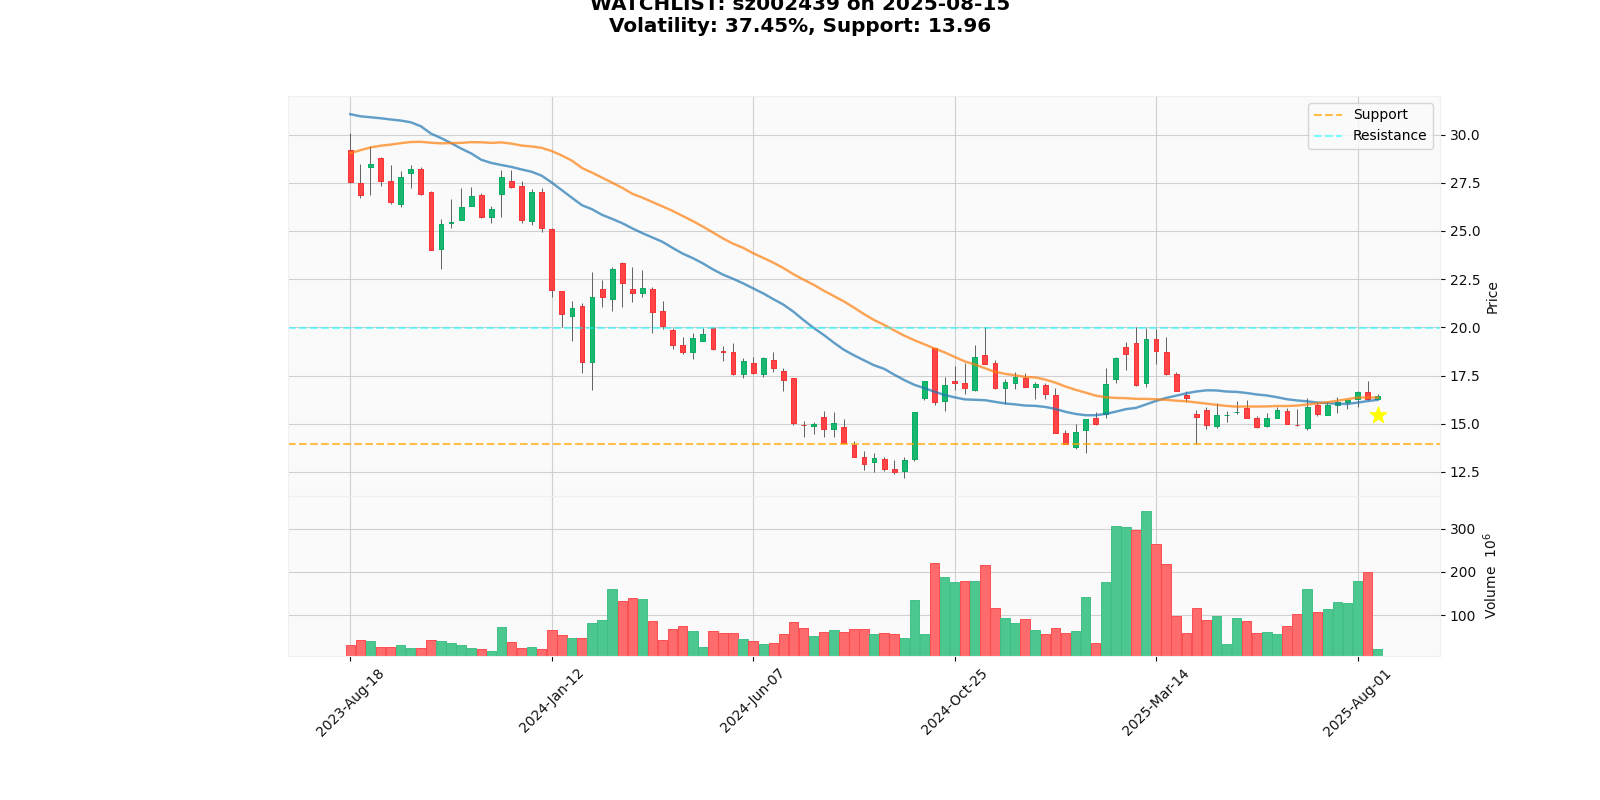 WATCHLIST: sz002439 on 2025-08-15
Volatility: 37.45%, Support: 13.96
Support
Resistance
30.0
27.5
25.0
22.5
20.0
17.5
15.0
12.5
Price
300
200
100
Volume 10⁶
2023-Aug-18
2024-Jan-12
2024-Jun-07
2024-Oct-25
2025-Mar-14
2025-Aug-01